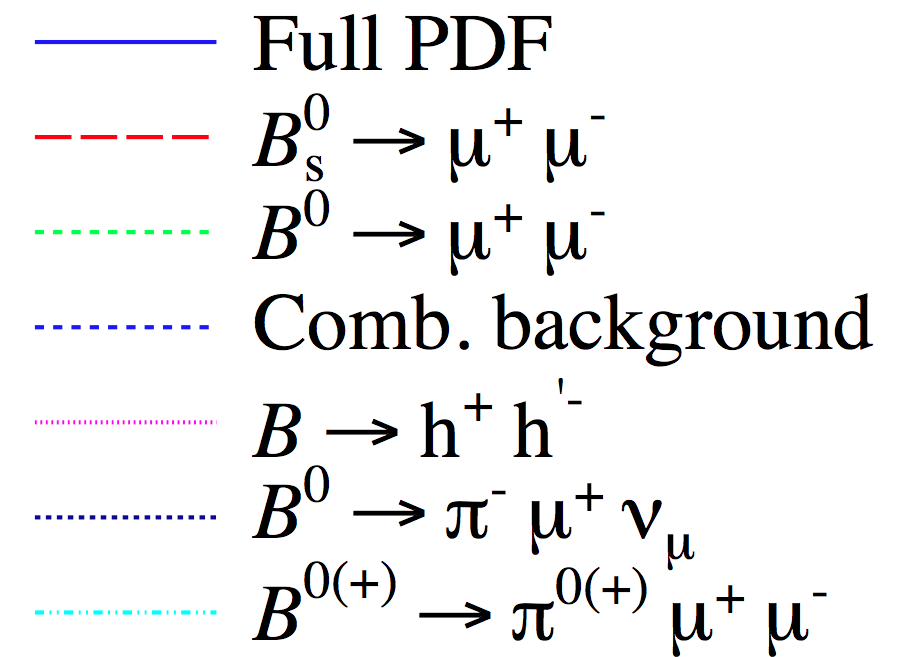 Full PDF
B⁰ₛ → μ⁺ μ⁻
B⁰ → μ⁺ μ⁻
Comb. background
B → h⁺ h'⁻
B⁰ → π⁻ μ⁺ ν_μ
B⁰⁽⁺⁾ → π⁰⁽⁺⁾ μ⁺ μ⁻